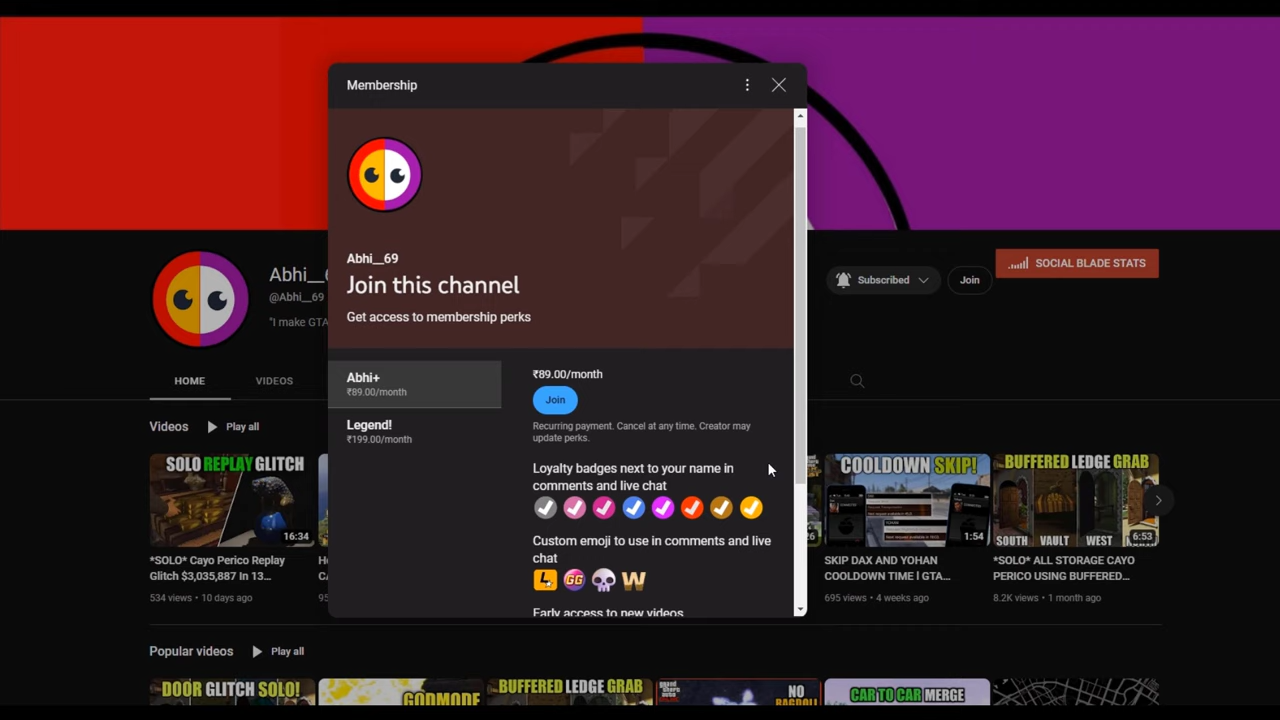 Membership
Abhi__69
Join this channel
Get access to membership perks
Abhi+
₹89.00/month
Legend!
₹199.00/month
₹89.00/month
Join
Recurring payment. Cancel at any time. Creator may
update perks.
Loyalty badges next to your name in
comments and live chat
Custom emoji to use in comments and live
chat
L GG W
Early access to new videos
Abhi__6
@Abhi__69
"I make GTA
Subscribed
Join
SOCIAL BLADE STATS
HOME
VIDEOS
Videos
Play all
SOLO REPLAY GLITCH
16:34
*SOLO* Cayo Perico Replay
Glitch $3,035,887 In 13...
534 views • 10 days ago
COOLDOWN SKIP!
1:54
SKIP DAX AND YOHAN
COOLDOWN TIME | GTA...
695 views • 4 weeks ago
BUFFERED LEDGE GRAB
SOUTH VAULT WEST
6:53
*SOLO* ALL STORAGE CAYO
PERICO USING BUFFERED...
8.2K views • 1 month ago
Popular videos
Play all
DOOR GLITCH SOLO!
GODMODE
BUFFERED LEDGE GRAB
NO
RAGDOLL
CAR TO CAR MERGE